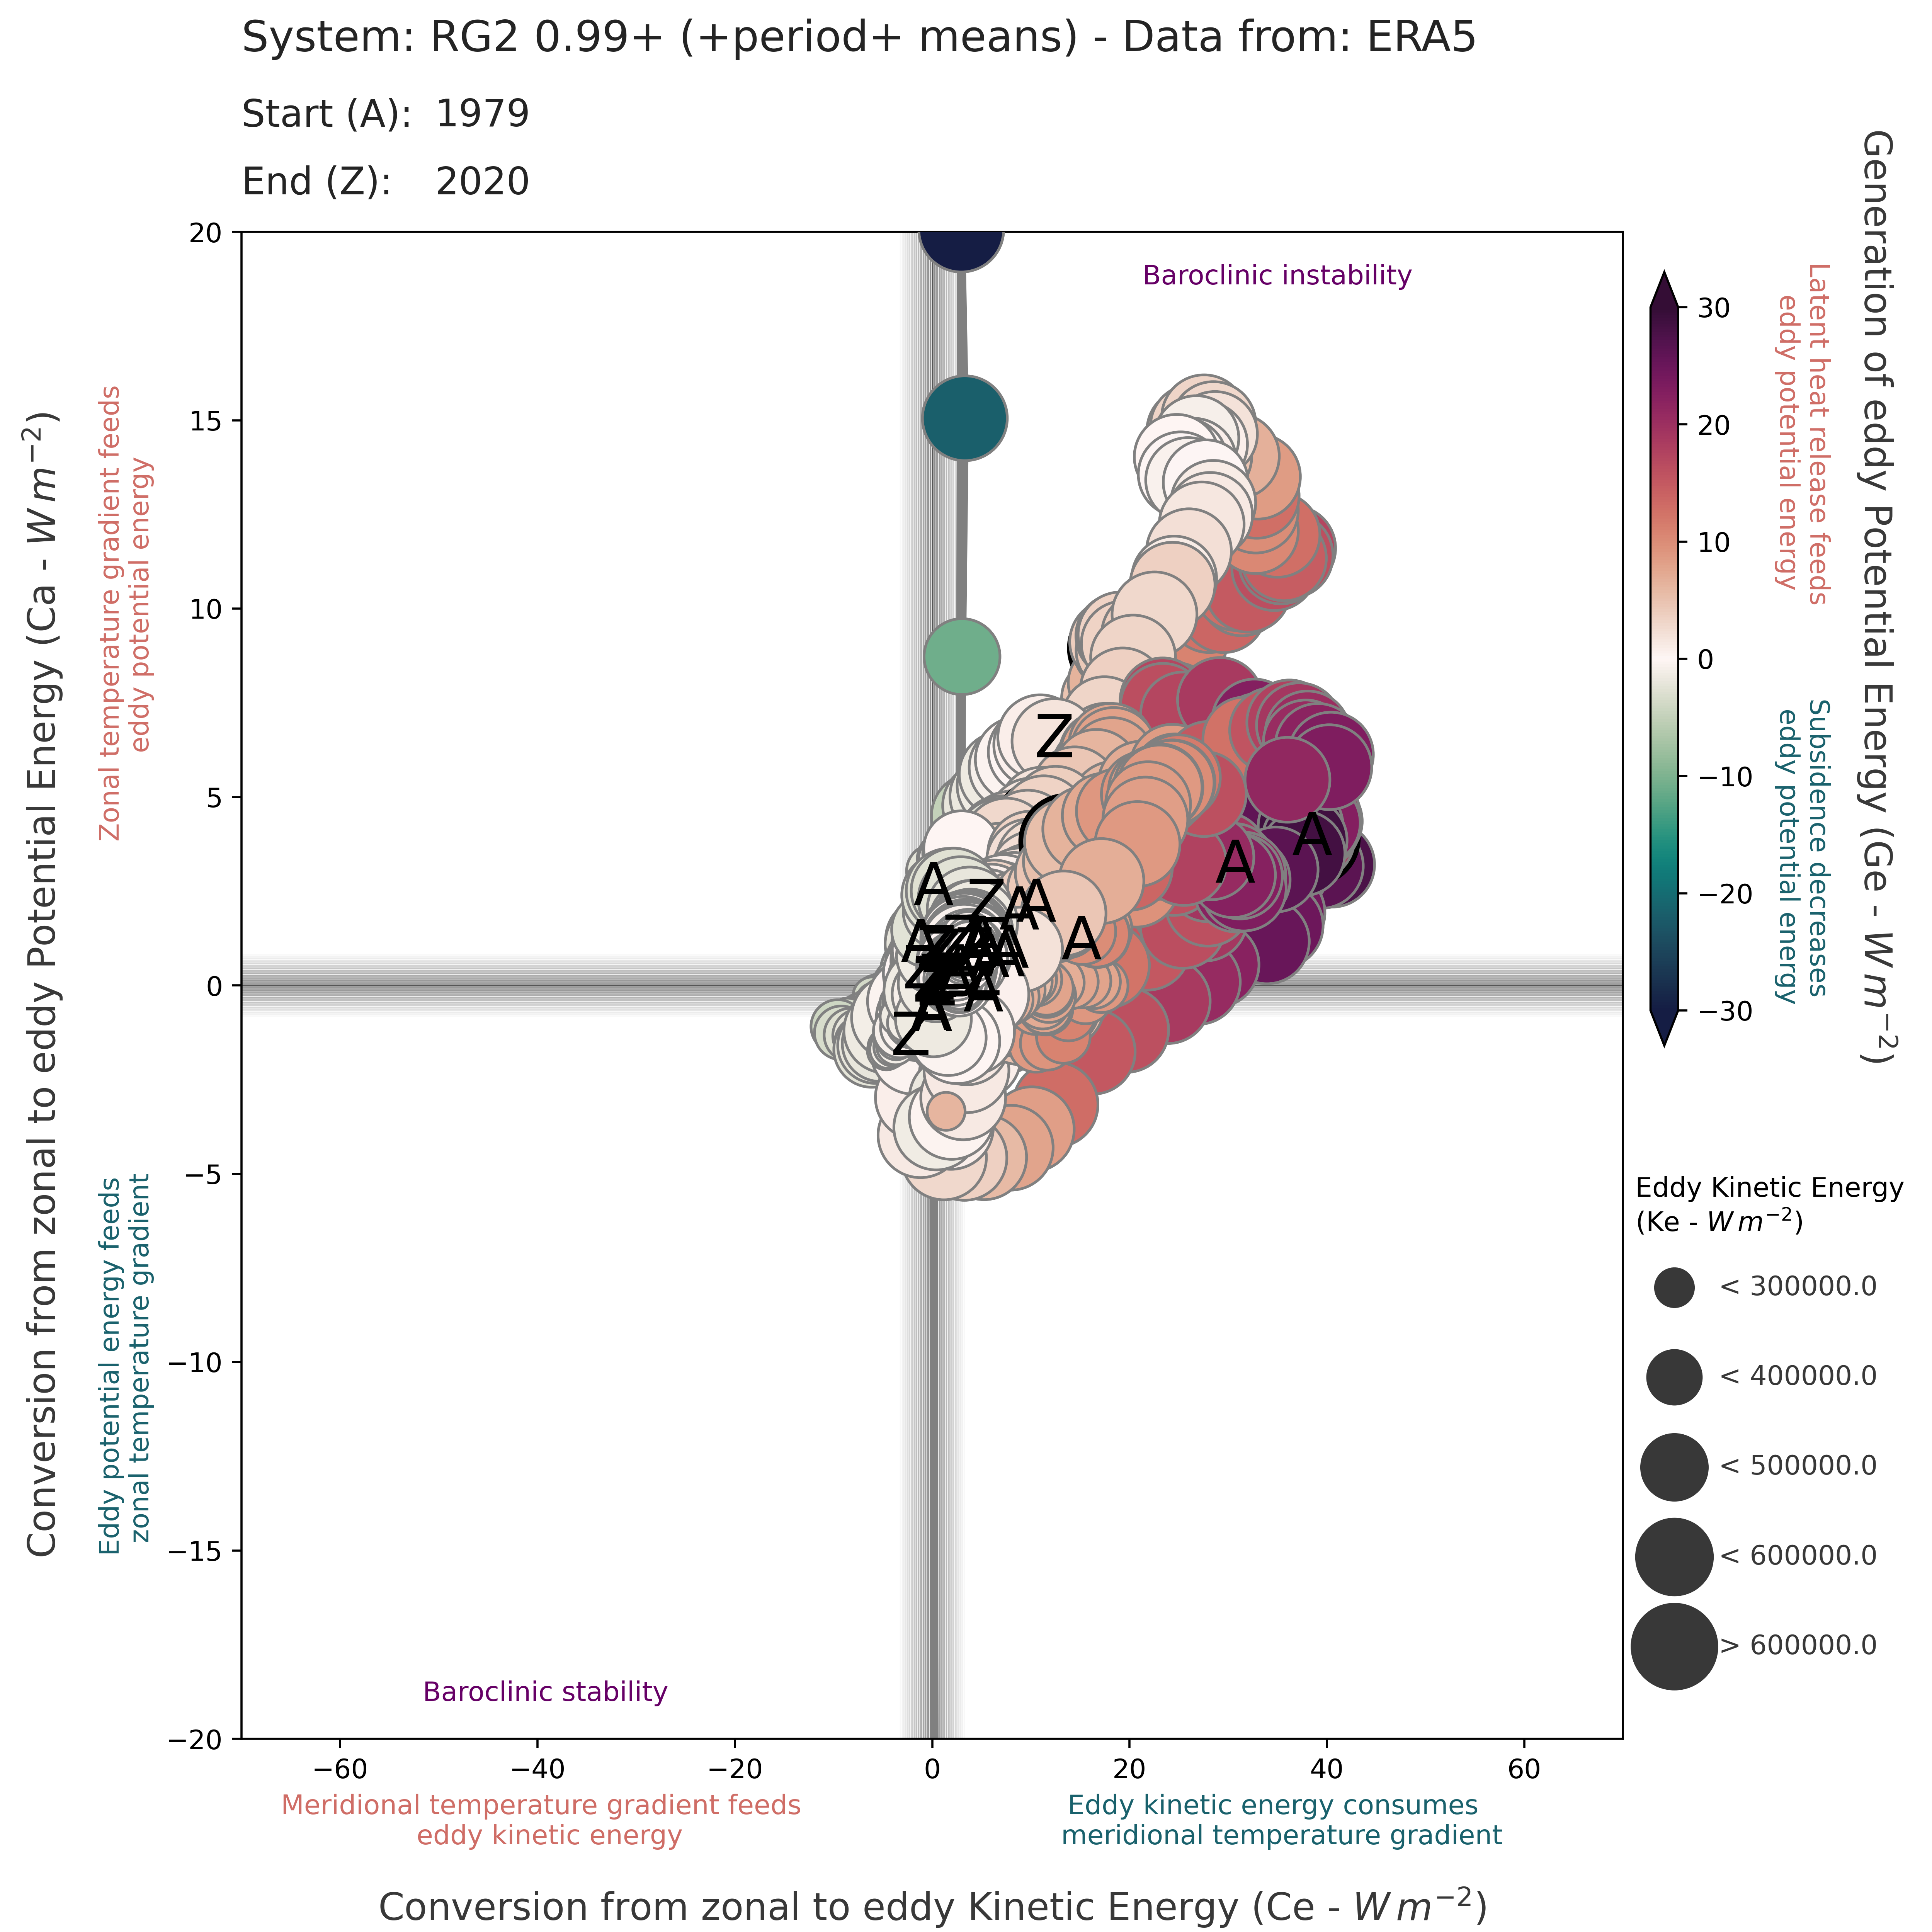 System: RG2 0.99+ (+period+ means) - Data from: ERA5
Start (A): 1979
End (Z): 2020
Conversion from zonal to eddy Potential Energy (Ca - W m⁻²)
Zonal temperature gradient feeds
eddy potential energy
Eddy potential energy feeds
zonal temperature gradient
20
15
10
5
0
−5
−10
−15
−20
Baroclinic instability
Z
A
A
A
Z
A
A
A
A
Z
A
Z
Baroclinic stability
−60
−40
−20
0
20
40
60
Meridional temperature gradient feeds
eddy kinetic energy
Eddy kinetic energy consumes
meridional temperature gradient
Conversion from zonal to eddy Kinetic Energy (Ce - W m⁻²)
30
20
10
0
−10
−20
−30
Latent heat release feeds
eddy potential energy
Subsidence decreases
eddy potential energy
Generation of eddy Potential Energy (Ge - W m⁻²)
Eddy Kinetic Energy
(Ke - W m⁻²)
< 300000.0
< 400000.0
< 500000.0
< 600000.0
> 600000.0